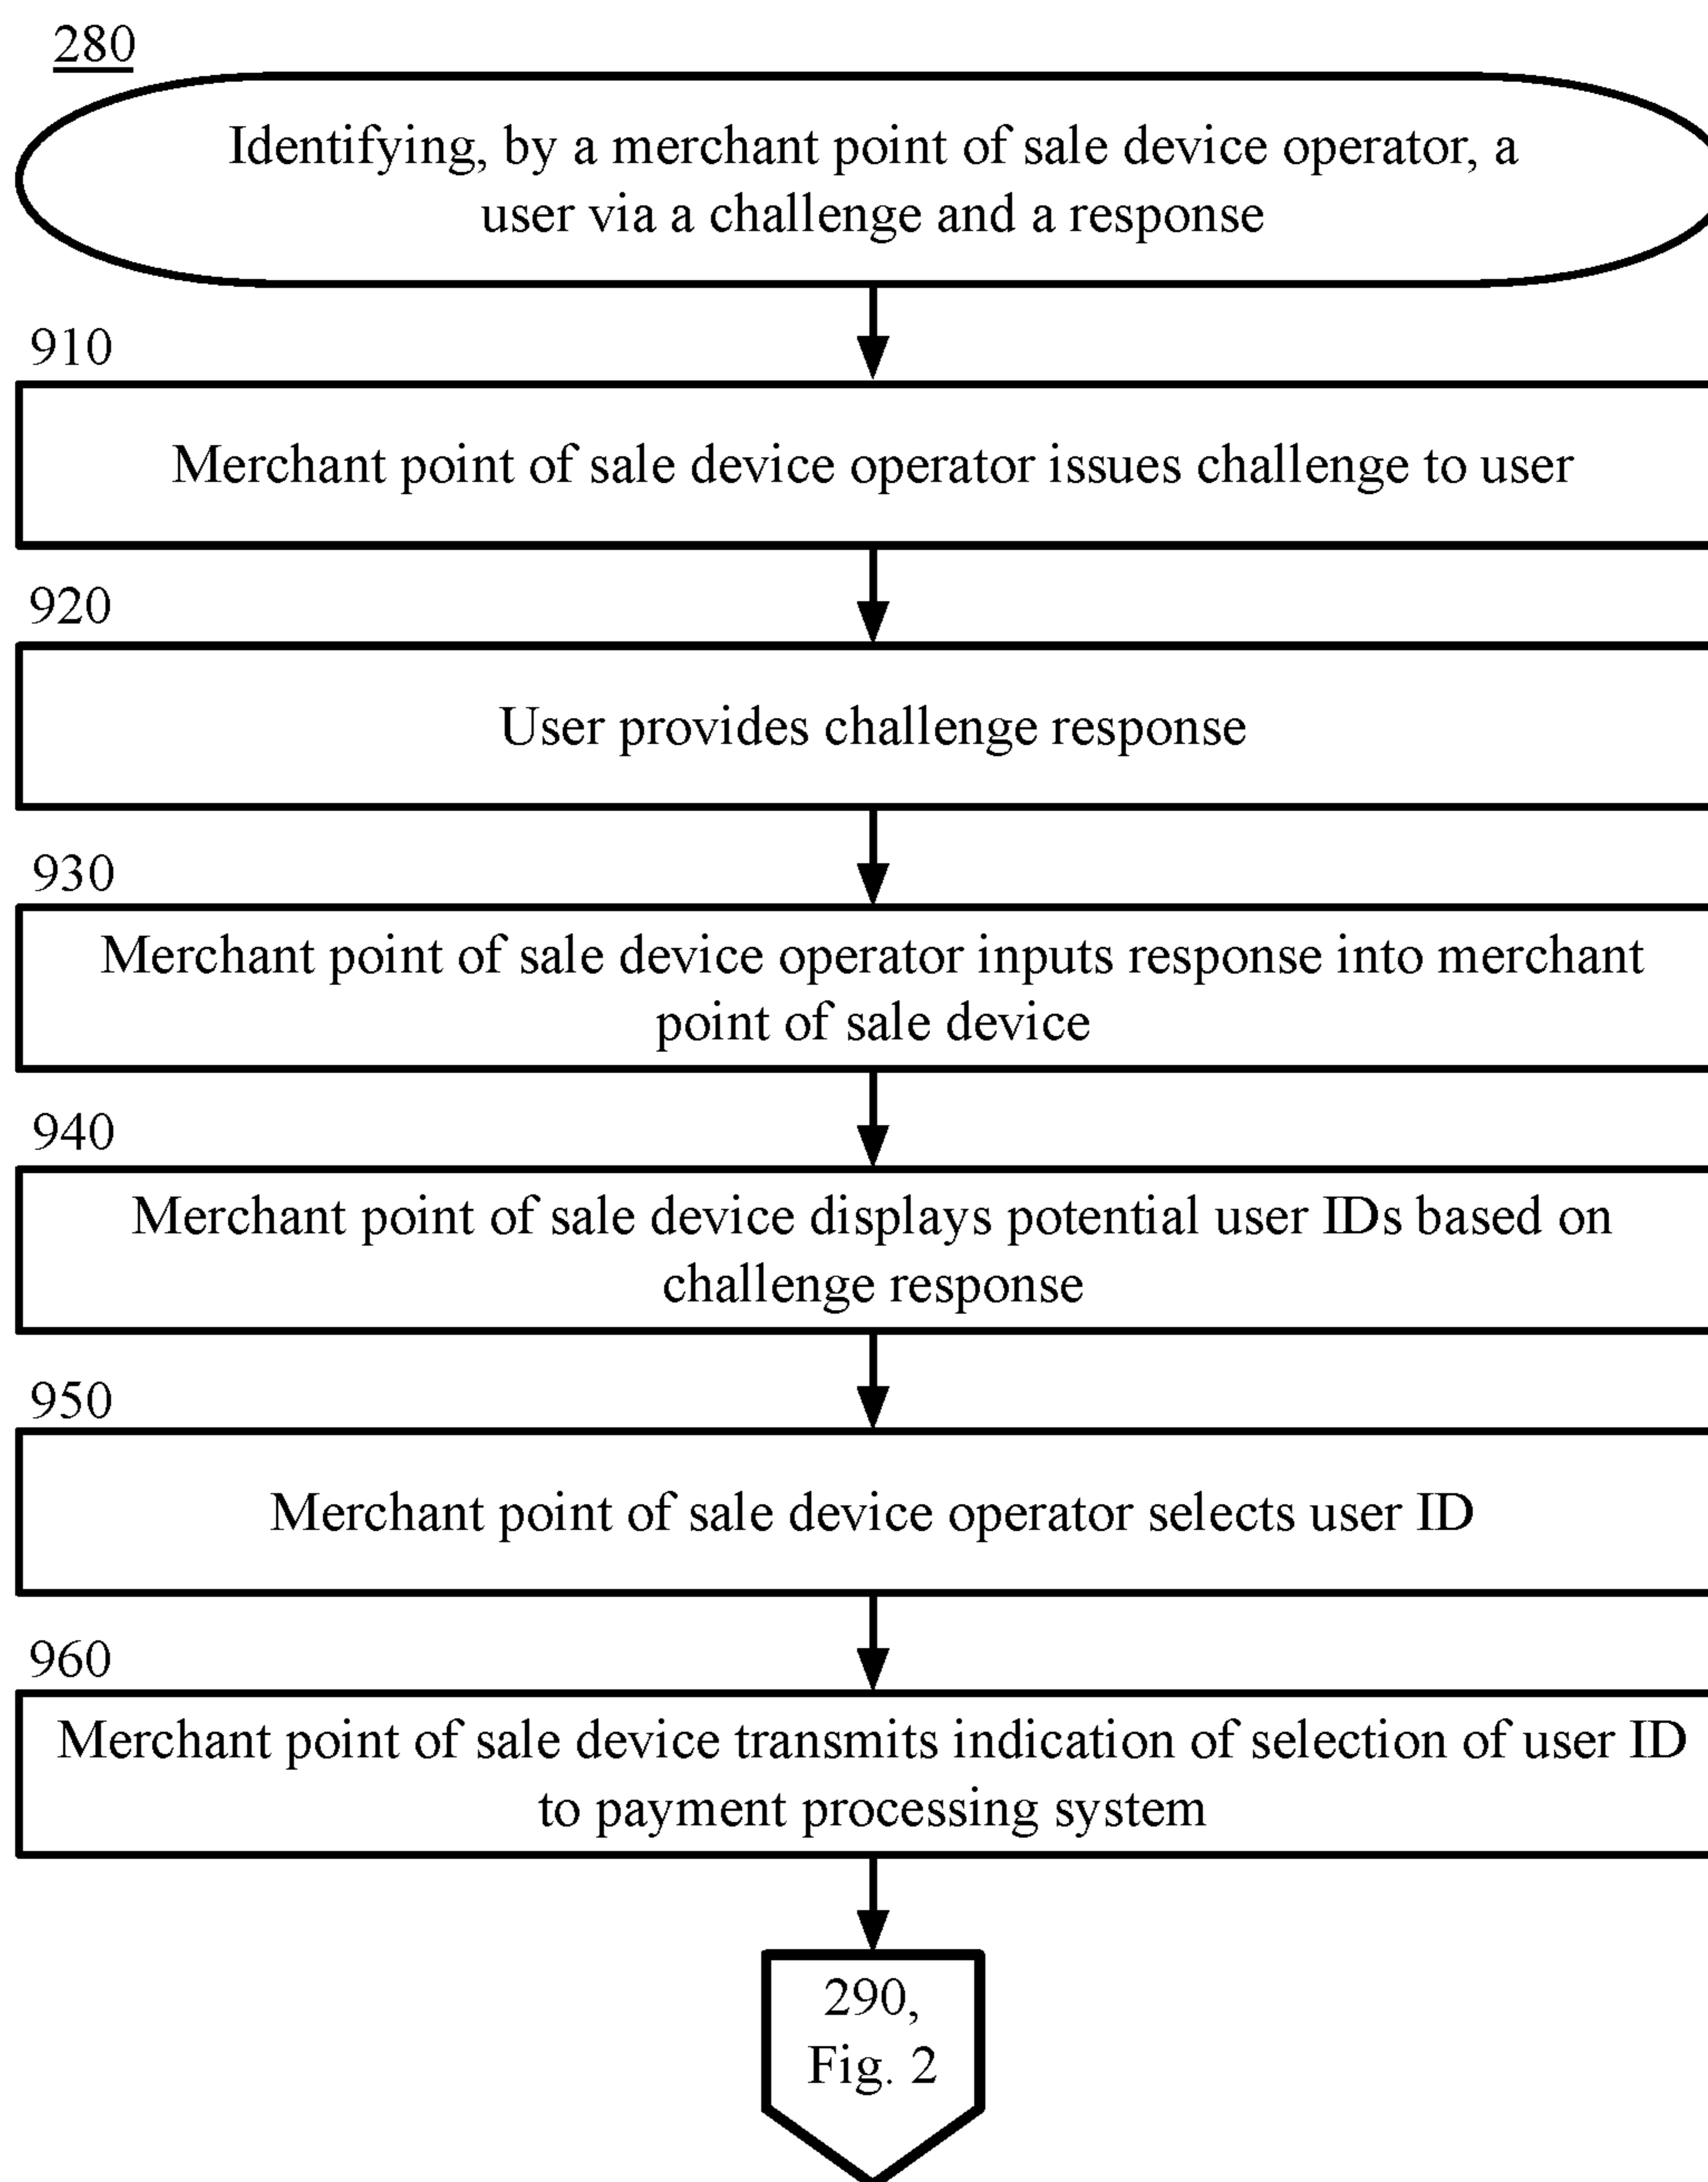 280
Identifying, by a merchant point of sale device operator, a
user via a challenge and a response
910
Merchant point of sale device operator issues challenge to user
920
User provides challenge response
930
Merchant point of sale device operator inputs response into merchant
point of sale device
940
Merchant point of sale device displays potential user IDs based on
challenge response
950
Merchant point of sale device operator selects user ID
960
Merchant point of sale device transmits indication of selection of user ID
to payment processing system
290,
Fig. 2